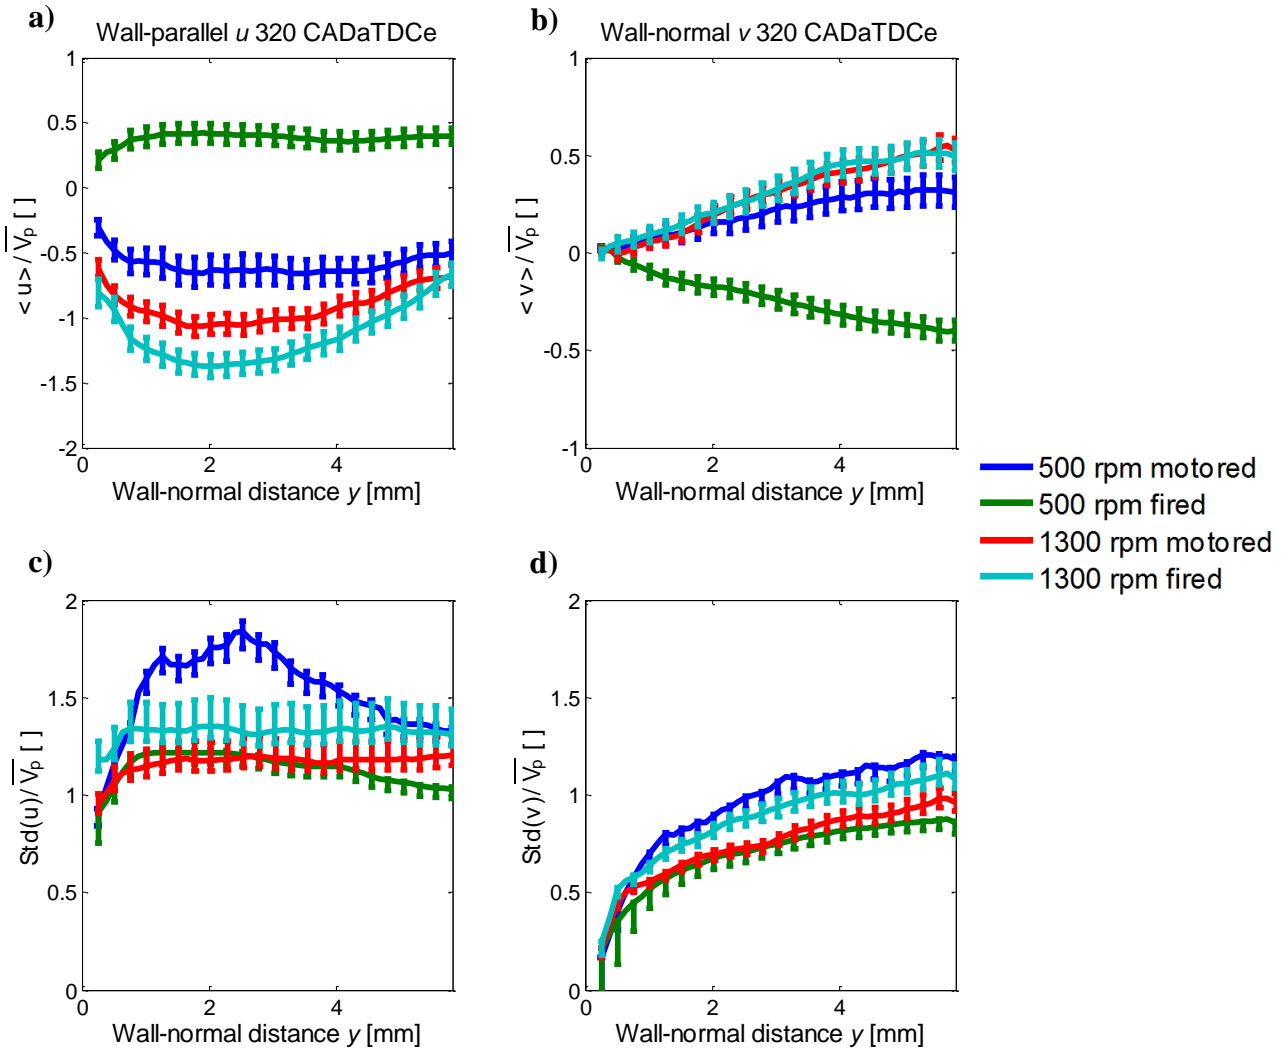 a)
Wall-parallel u 320 CADaTDCe
1
0.5
0
-0.5
-1
-1.5
-2
0
2
4
< u > / V̅p [ ]
Wall-normal distance y [mm]
b)
Wall-normal v 320 CADaTDCe
1
0.5
0
-0.5
-1
0
2
4
< v > / V̅p [ ]
Wall-normal distance y [mm]
500 rpm motored
500 rpm fired
1300 rpm motored
1300 rpm fired
c)
2
1.5
1
0.5
0
0
2
4
Std(u)/ V̅p [ ]
Wall-normal distance y [mm]
d)
2
1.5
1
0.5
0
0
2
4
Std(v)/ V̅p [ ]
Wall-normal distance y [mm]